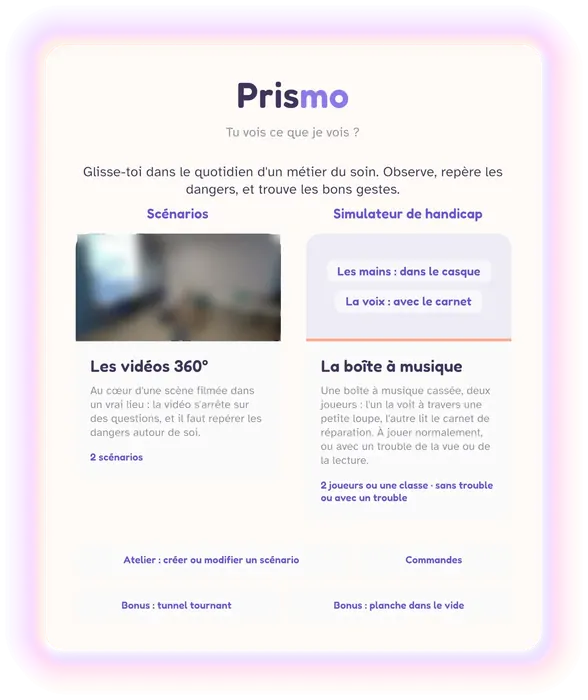 Prismo
Tu vois ce que je vois ?
Glisse-toi dans le quotidien d'un métier du soin. Observe, repère les
dangers, et trouve les bons gestes.
Scénarios
Les vidéos 360°
Au cœur d'une scène filmée dans
un vrai lieu : la vidéo s'arrête sur
des questions, et il faut repérer les
dangers autour de soi.
2 scénarios
Simulateur de handicap
Les mains : dans le casque
La voix : avec le carnet
La boîte à musique
Une boîte à musique cassée, deux
joueurs : l'un la voit à travers une
petite loupe, l'autre lit le carnet de
réparation. À jouer normalement,
ou avec un trouble de la vue ou de
la lecture.
2 joueurs ou une classe · sans trouble
ou avec un trouble
Atelier : créer ou modifier un scénario
Commandes
Bonus : tunnel tournant
Bonus : planche dans le vide